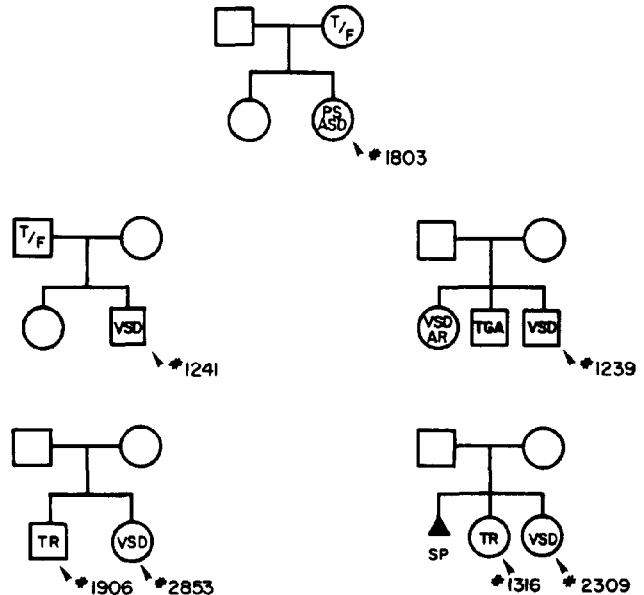 T/F
PS
ASD
#1803
T/F
VSD
#1241
VSD
AR
TGA
VSD
#1239
TR
VSD
#1906
#2853
SP
TR
VSD
#1316
#2309